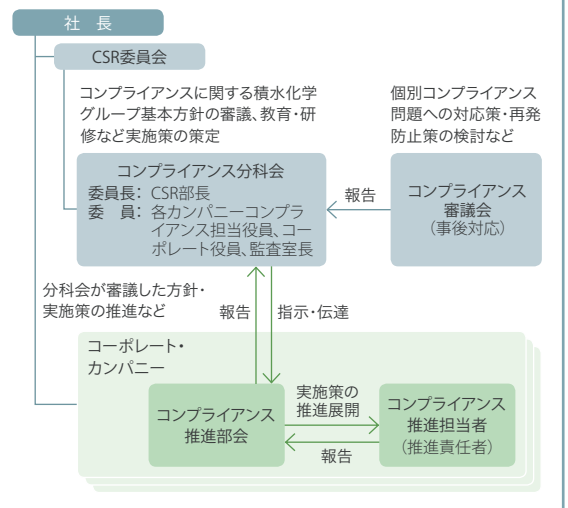 社 長
CSR委員会
コンプライアンスに関する積水化学
グループ基本方針の審議、教育・研
修など実施策の策定
個別コンプライアンス
問題への対応策・再発
防止策の検討など
コンプライアンス分科会
委員長： CSR部長
委 員： 各カンパニーコンプラ
イアンス担当役員、コー
ポレート役員、監査室長
報告
コンプライアンス
審議会
（事後対応）
分科会が審議した方針・
実施策の推進など
報告
指示・伝達
コーポレート・
カンパニー
コンプライアンス
推進部会
実施策の
推進展開
報告
コンプライアンス
推進担当者
（推進責任者）